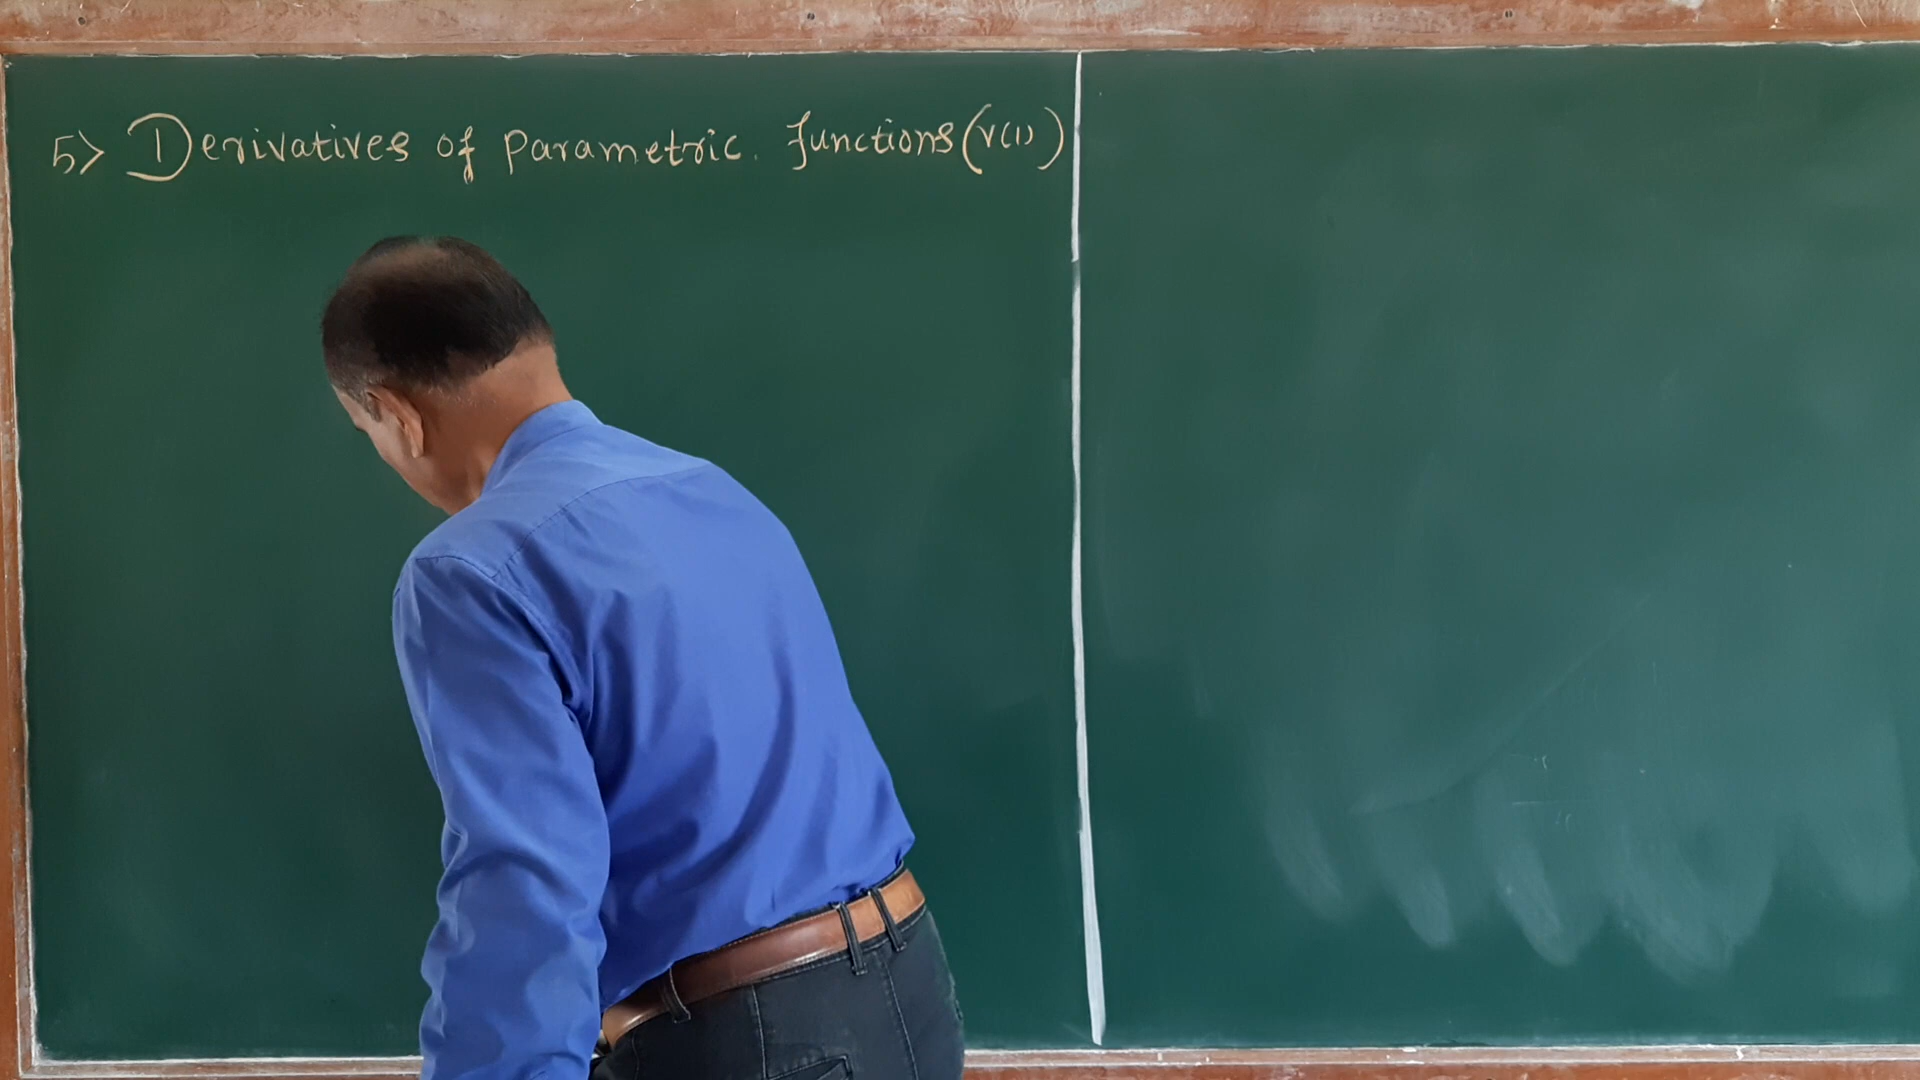 5> Derivatives of parametric functions (V(1))